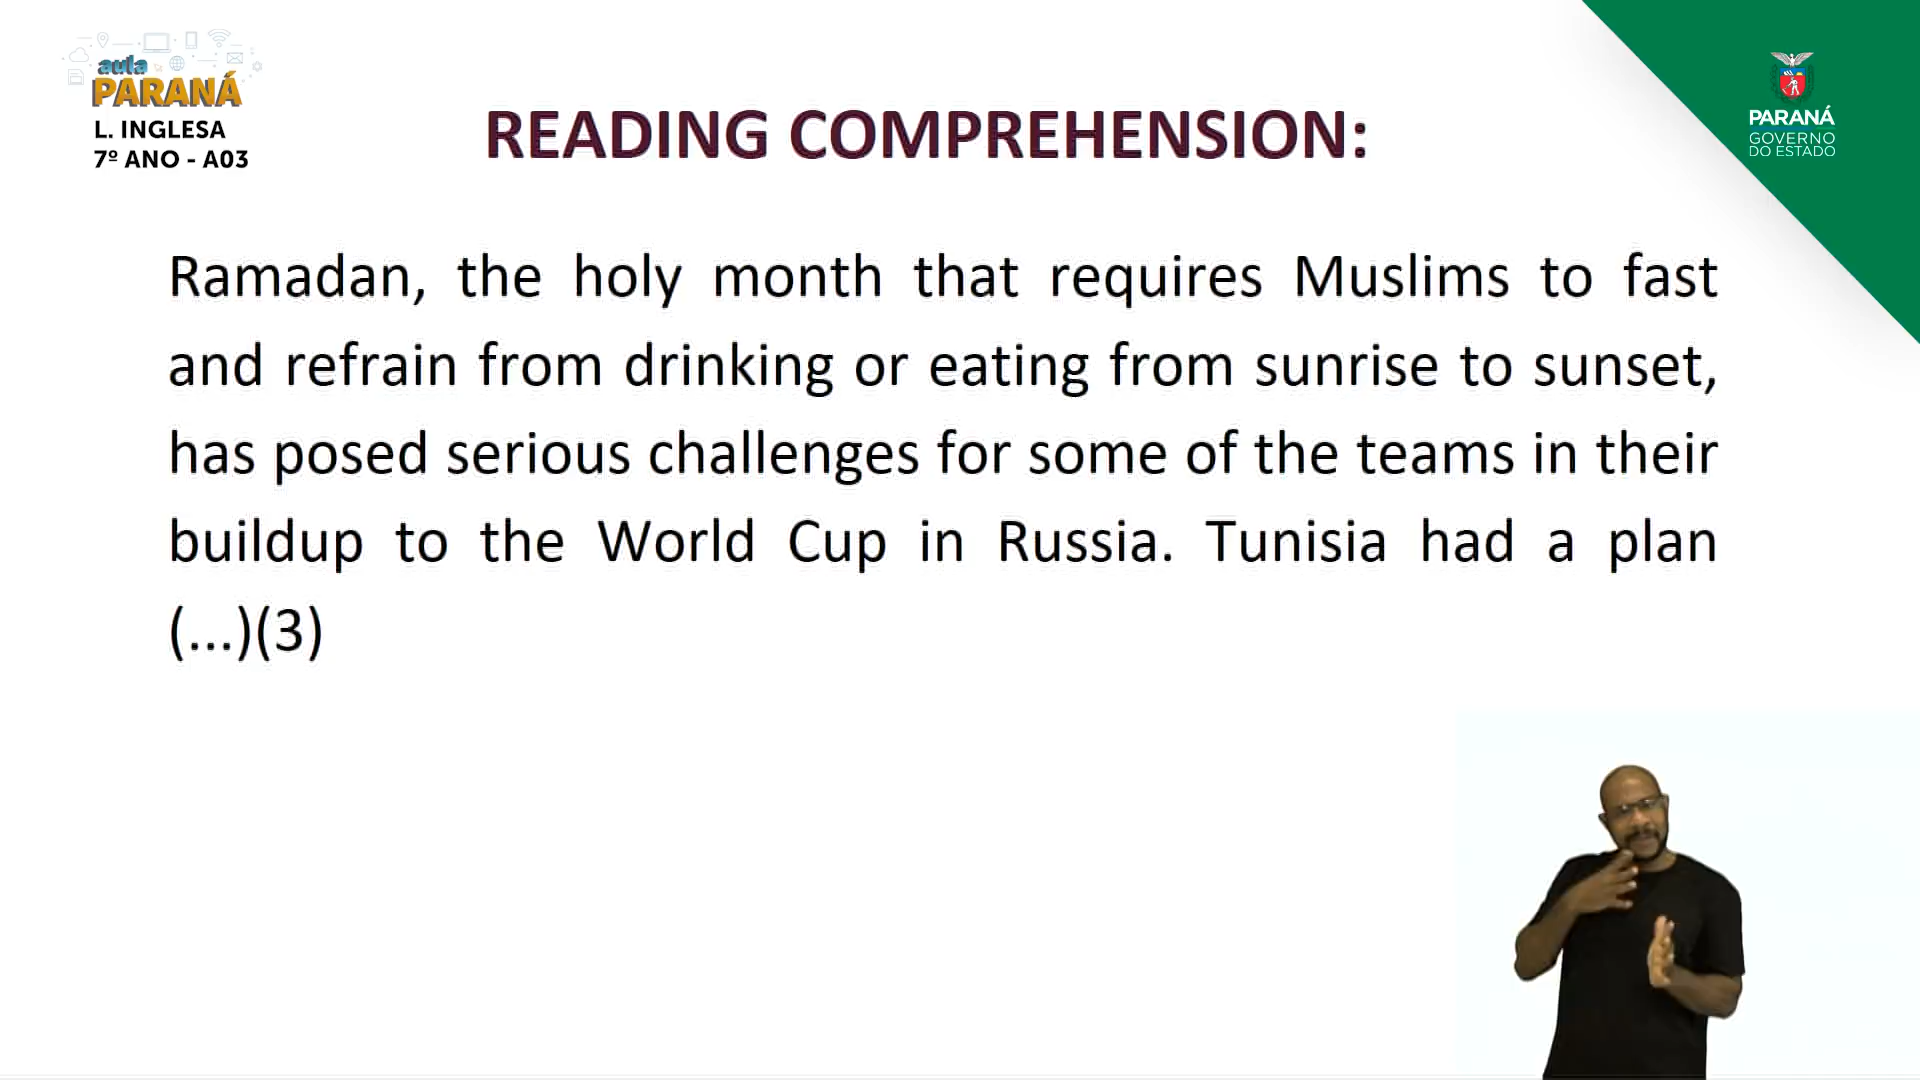 aula
PARANÁ
L. INGLESA
7º ANO - A03
READING COMPREHENSION:
PARANÁ
GOVERNO
DO ESTADO
Ramadan, the holy month that requires Muslims to fast
and refrain from drinking or eating from sunrise to sunset,
has posed serious challenges for some of the teams in their
buildup to the World Cup in Russia. Tunisia had a plan
(...)(3)